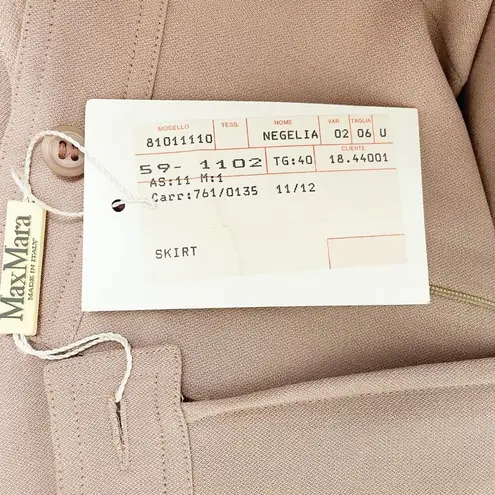 MODELLO TESS. NOME VAR. TAGLIA
81011110 NEGELIA 02 06 U
CLIENTE
59- 1102 TG:40 18.44001
AS:11 M:1
Carr:761/0135 11/12
SKIRT
MaxMara
MADE IN ITALY